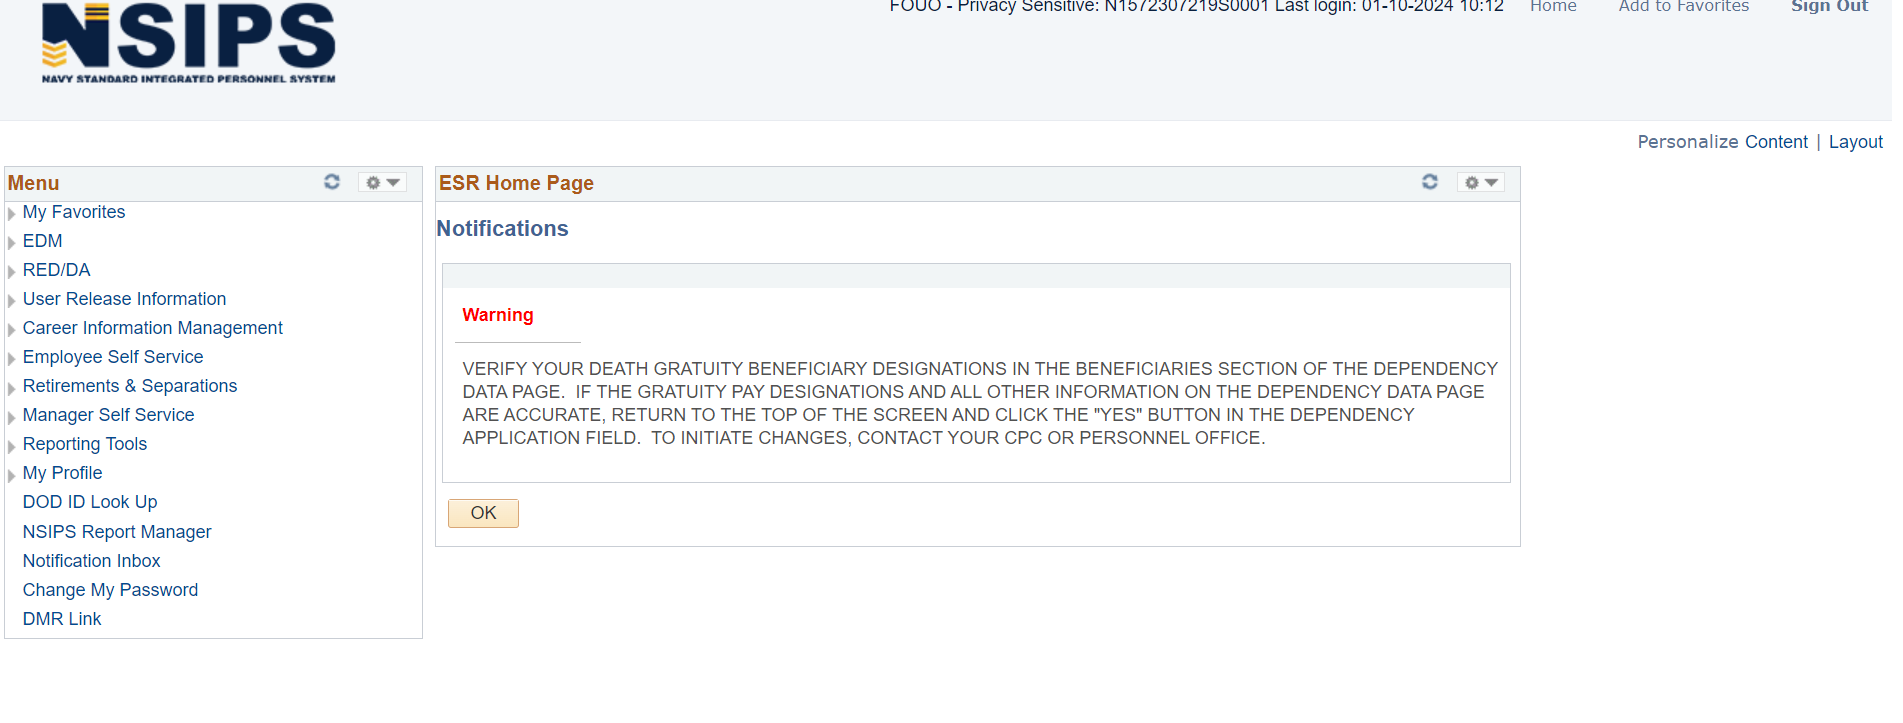 FOUO - Privacy Sensitive: N1572307219S0001 Last login: 01-10-2024 10:12 Home Add to Favorites Sign Out
NSIPS
NAVY STANDARD INTEGRATED PERSONNEL SYSTEM
Personalize Content | Layout
Menu
My Favorites
EDM
RED/DA
User Release Information
Career Information Management
Employee Self Service
Retirements & Separations
Manager Self Service
Reporting Tools
My Profile
DOD ID Look Up
NSIPS Report Manager
Notification Inbox
Change My Password
DMR Link
ESR Home Page
Notifications
Warning
VERIFY YOUR DEATH GRATUITY BENEFICIARY DESIGNATIONS IN THE BENEFICIARIES SECTION OF THE DEPENDENCY
DATA PAGE.  IF THE GRATUITY PAY DESIGNATIONS AND ALL OTHER INFORMATION ON THE DEPENDENCY DATA PAGE
ARE ACCURATE, RETURN TO THE TOP OF THE SCREEN AND CLICK THE "YES" BUTTON IN THE DEPENDENCY
APPLICATION FIELD.  TO INITIATE CHANGES, CONTACT YOUR CPC OR PERSONNEL OFFICE.
OK